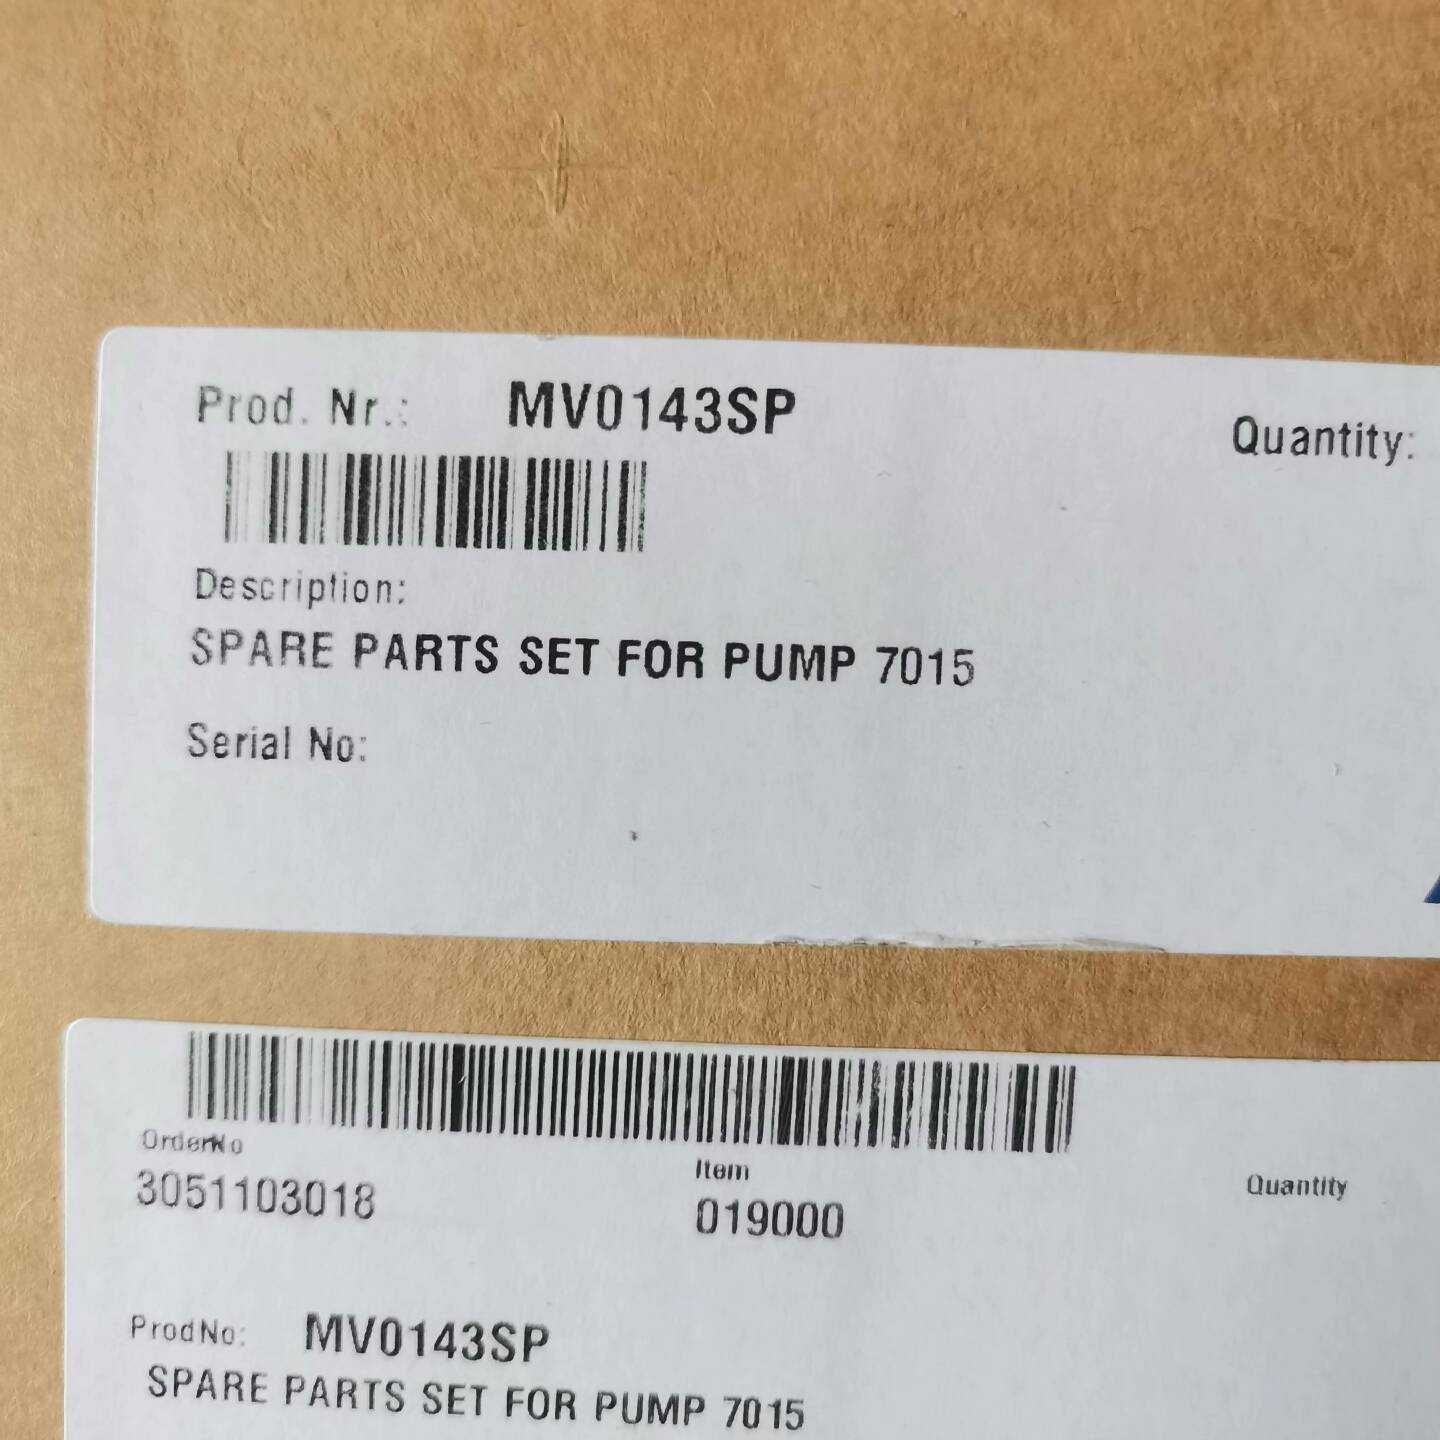 Prod. Nr.: MV0143SP
Quantity:
Description:
SPARE PARTS SET FOR PUMP 7015
Serial No:
OrderNo
3051103018
Item
019000
Quantity
ProdNo: MV0143SP
SPARE PARTS SET FOR PUMP 7015